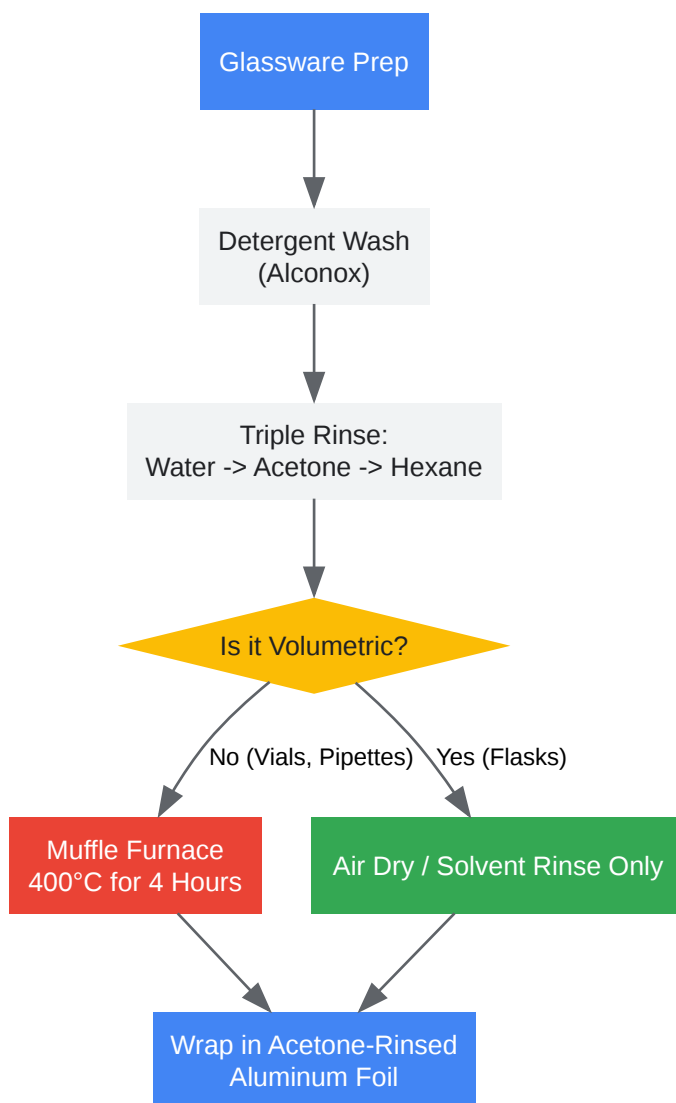 Glassware Prep
Detergent Wash
(Alconox)
Triple Rinse:
Water -> Acetone -> Hexane
Is it Volumetric?
No (Vials, Pipettes)
Yes (Flasks)
Muffle Furnace
400°C for 4 Hours
Air Dry / Solvent Rinse Only
Wrap in Acetone-Rinsed
Aluminum Foil